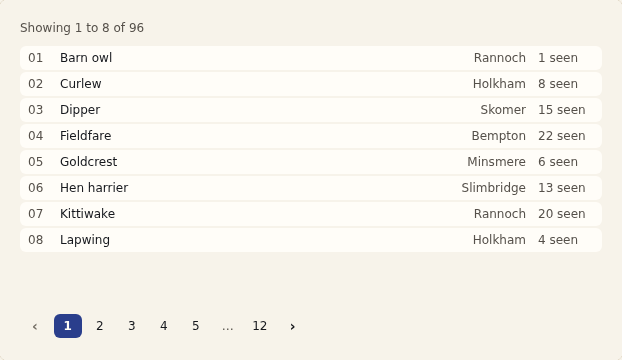 Showing 1 to 8 of 96
01 Barn owl Rannoch 1 seen
02 Curlew Holkham 8 seen
03 Dipper Skomer 15 seen
04 Fieldfare Bempton 22 seen
05 Goldcrest Minsmere 6 seen
06 Hen harrier Slimbridge 13 seen
07 Kittiwake Rannoch 20 seen
08 Lapwing Holkham 4 seen
‹ 1 2 3 4 5 … 12 ›